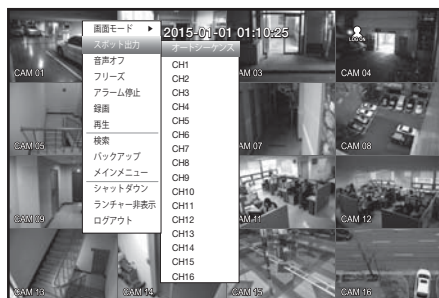 画面モード
2015-01-01 01:10:25
スポット出力
オートシーケンス
音声オフ
フリーズ
アラーム停止
録画
再生
検索
バックアップ
メインメニュー
シャットダウン
ランチャー非表示
ログアウト
CH1
CH2
CH3
CH4
CH5
CH6
CH7
CH8
CH9
CH10
CH11
CH12
CH13
CH14
CH15
CH16
LOG ON
CAM 01
CAM 03
CAM 04
CAM 05
CAM 07
CAM 08
CAM 09
CAM 11
CAM 12
CAM 13
CAM 14
CAM 15
CAM 16